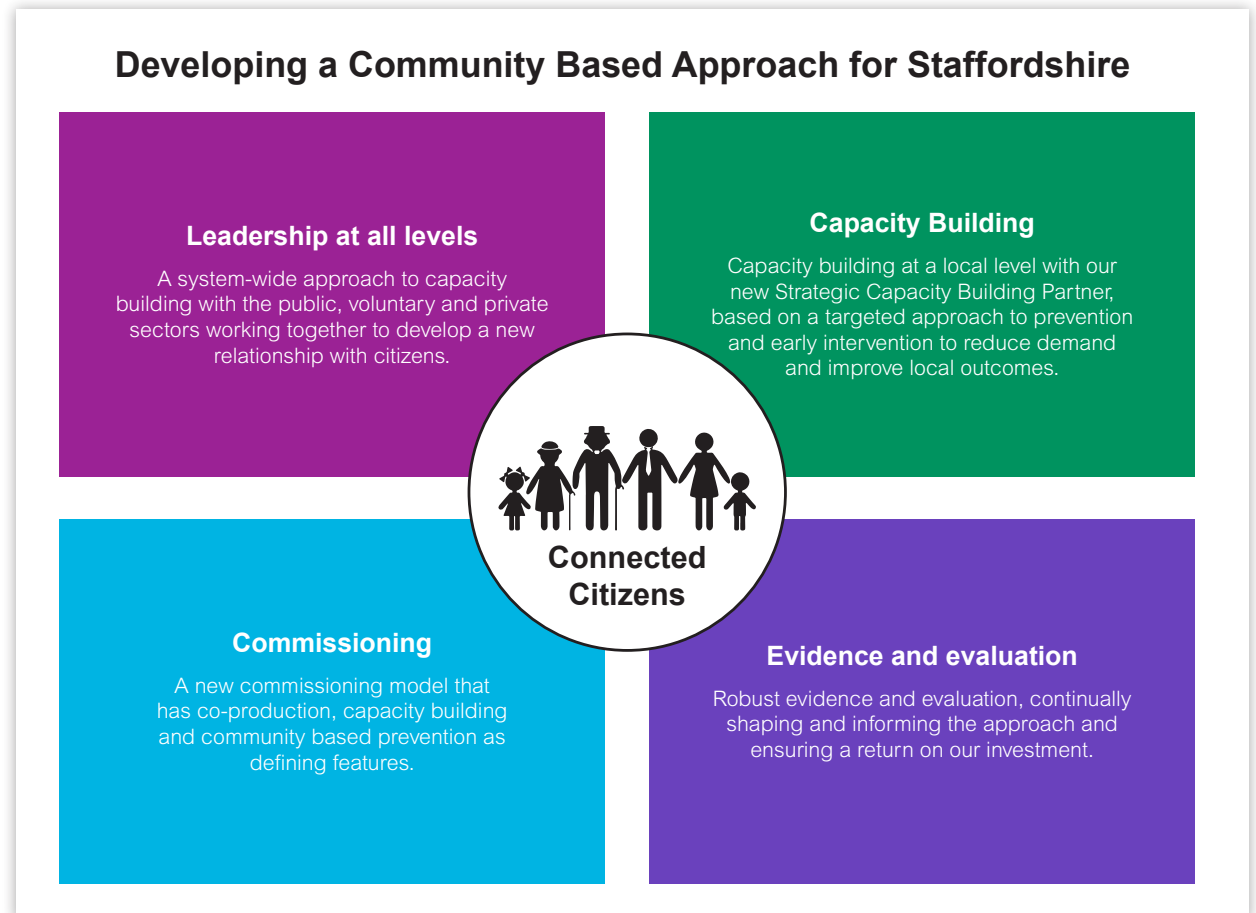 Developing a Community Based Approach for Staffordshire
Leadership at all levels
A system-wide approach to capacity
building with the public, voluntary and private
sectors working together to develop a new
relationship with citizens.
Capacity Building
Capacity building at a local level with our
new Strategic Capacity Building Partner,
based on a targeted approach to prevention
and early intervention to reduce demand
and improve local outcomes.
Connected
Citizens
Commissioning
A new commissioning model that
has co-production, capacity building
and community based prevention as
defining features.
Evidence and evaluation
Robust evidence and evaluation, continually
shaping and informing the approach and
ensuring a return on our investment.